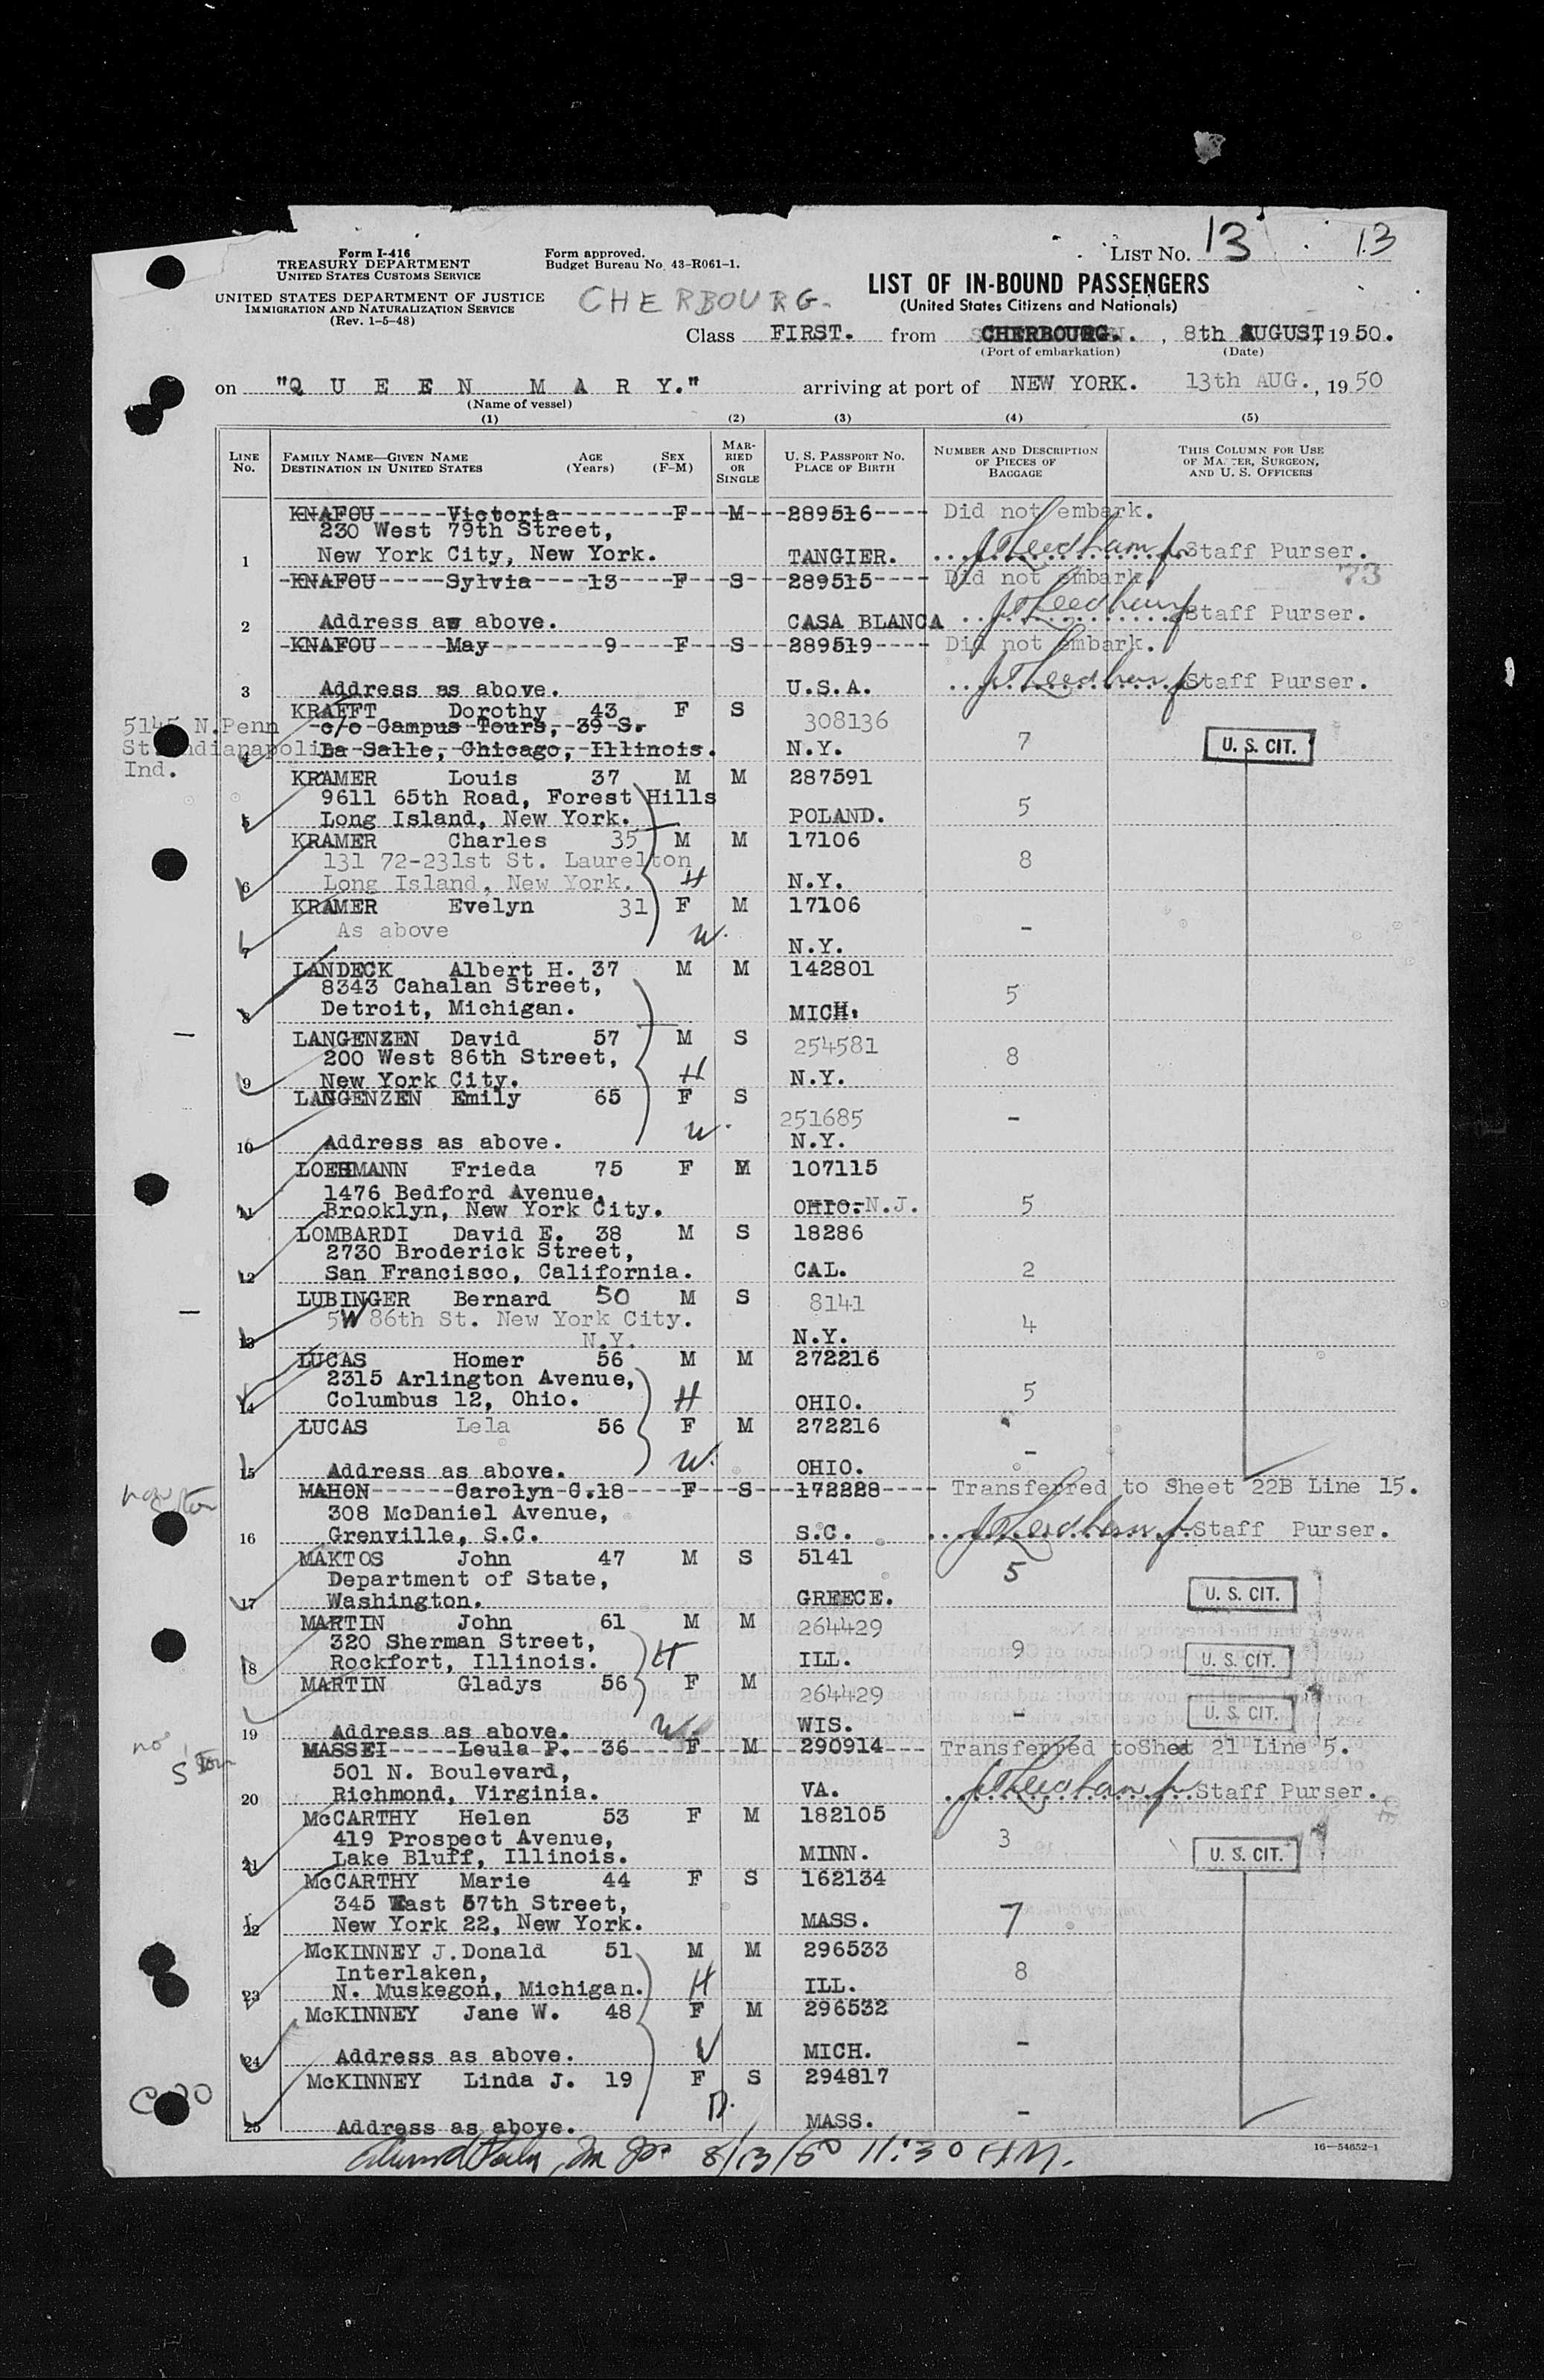 LIST No. 13 13
Form I-416
TREASURY DEPARTMENT
UNITED STATES CUSTOMS SERVICE
Form approved.
Budget Bureau No. 43-R061-1.
UNITED STATES DEPARTMENT OF JUSTICE
IMMIGRATION AND NATURALIZATION SERVICE
(Rev. 1-5-48)
CHERBOURG.
LIST OF IN-BOUND PASSENGERS
(United States Citizens and Nationals)
Class FIRST. from CHERBOURG. , 8th AUGUST, 1950.
(Port of embarkation) (Date)
on "Q U E E N M A R Y." arriving at port of NEW YORK. 13th AUG., 1950
(Name of vessel)
(1) (2) (3) (4) (5)
LINE No. FAMILY NAME—GIVEN NAME DESTINATION IN UNITED STATES AGE (Years) SEX (F-M) MARRIED OR SINGLE U. S. PASSPORT NO. PLACE OF BIRTH NUMBER AND DESCRIPTION OF PIECES OF BAGGAGE THIS COLUMN FOR USE OF MASTER, SURGEON, AND U. S. OFFICERS
KNAFOU Victoria F M 289516 Did not embark.
230 West 79th Street,
1 New York City, New York. TANGIER. Staff Purser.
KNAFOU Sylvia 13 F S 289515 Did not embark. 73
2 Address as above. CASA BLANCA Staff Purser.
KNAFOU May 9 F S 289519 Did not embark.
3 Address as above. U.S.A. Staff Purser.
KRAFFT Dorothy 43 F S 308136
5145 N.Penn c/o Campus Tours, 39 S.
St. Indianapolis La Salle, Chicago, Illinois. N.Y. 7 U. S. CIT.
4 Ind.
KRAMER Louis 37 M M 287591
9611 65th Road, Forest Hills 5
5 Long Island, New York. POLAND.
KRAMER Charles 35 M M 17106
131 72-231st St. Laurelton 8
6 Long Island, New York. H N.Y.
KRAMER Evelyn 31 F M 17106
As above W. -
7 N.Y.
LANDECK Albert H. 37 M M 142801
8343 Cahalan Street, 5
8 Detroit, Michigan. MICH.
LANGENZEN David 57 M S 254581
200 West 86th Street, 8
9 New York City. H N.Y.
LANGENZEN Emily 65 F S
251685 -
10 Address as above. W. N.Y.
LOEHMANN Frieda 75 F M 107115
1476 Bedford Avenue,
11 Brooklyn, New York City. OHIO. N.J. 5
LOMBARDI David E. 38 M S 18286
2730 Broderick Street,
12 San Francisco, California. CAL. 2
LUBINGER Bernard 50 M S 8141
5W 86th St. New York City. 4
13 N.Y. N.Y.
LUCAS Homer 56 M M 272216
2315 Arlington Avenue, 5
14 Columbus 12, Ohio. H OHIO.
LUCAS Lela 56 F M 272216
W. -
15 Address as above. OHIO.
MAHON Carolyn G. 18 F S 172228 Transferred to Sheet 22B Line 15.
308 McDaniel Avenue,
16 Grenville, S.C. S.C. Staff Purser.
MAKTOS John 47 M S 5141
Department of State, 5
17 Washington. GREECE. U. S. CIT.
MARTIN John 61 M M 264429
320 Sherman Street, 9
18 Rockfort, Illinois. H ILL. U. S. CIT.
MARTIN Gladys 56 F M 264429
- U. S. CIT.
19 Address as above. W. WIS.
MASSEI Leula P. 36 F M 290914 Transferred toSheet 21 Line 5.
501 N. Boulevard,
20 Richmond, Virginia. VA. Staff Purser.
McCARTHY Helen 53 F M 182105
419 Prospect Avenue, 3
21 Lake Bluff, Illinois. MINN. U. S. CIT.
McCARTHY Marie 44 F S 162134
345 East 57th Street,
22 New York 22, New York. MASS. 7
McKINNEY J. Donald 51 M M 296533
Interlaken, H 8
23 N. Muskegon, Michigan. ILL.
McKINNEY Jane W. 48 F M 296532
24 Address as above. W MICH. -
McKINNEY Linda J. 19 F S 294817
D. -
25 Address as above. MASS.
8/13/50 11:30 AM.
16—54652-1